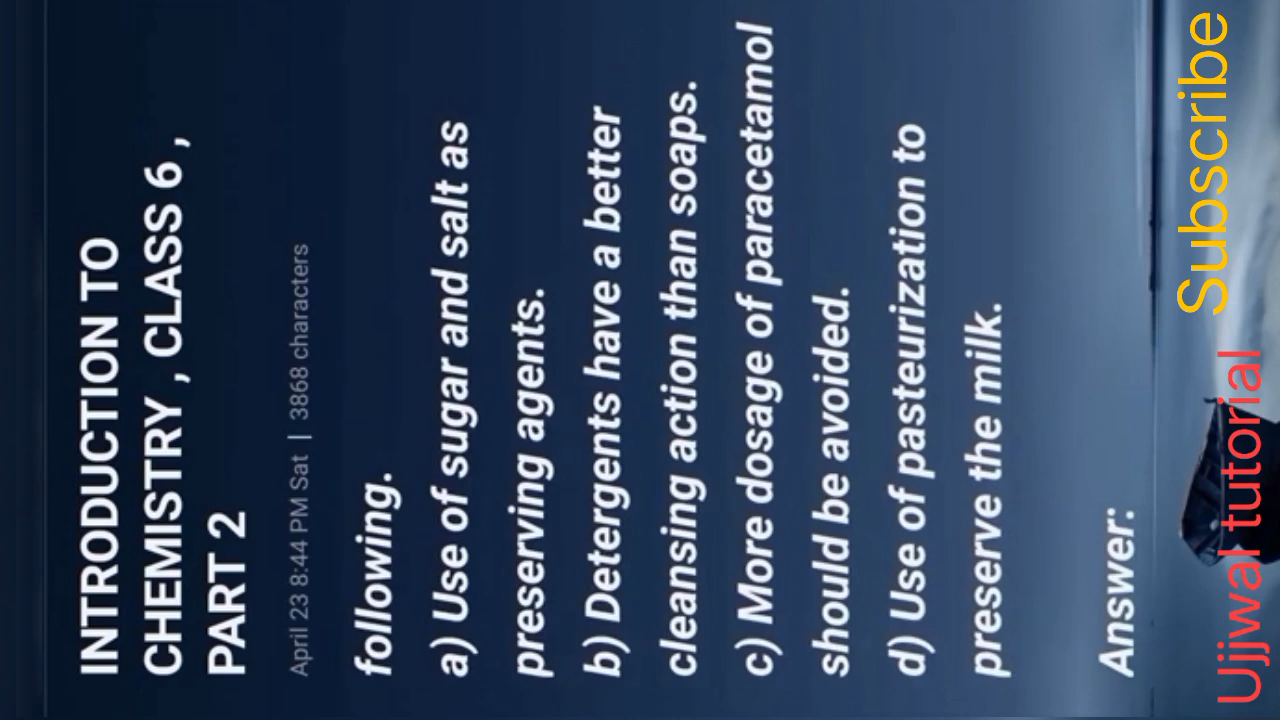 INTRODUCTION TO
CHEMISTRY , CLASS 6 ,
PART 2
April 23 8:44 PM Sat | 3868 characters
following.
a) Use of sugar and salt as
preserving agents.
b) Detergents have a better
cleansing action than soaps.
c) More dosage of paracetamol
should be avoided.
d) Use of pasteurization to
preserve the milk.
Answer:
Ujjwal tutorial Subscribe